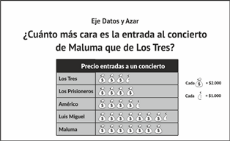 Eje Datos y Azar
¿Cuánto más cara es la entrada al concierto
de Maluma que de Los Tres?
Precio entradas a un concierto
Los Tres
Los Prisioneros
Américo
Luis Miguel
Maluma
Cada = $2.000
Cada = $1.000